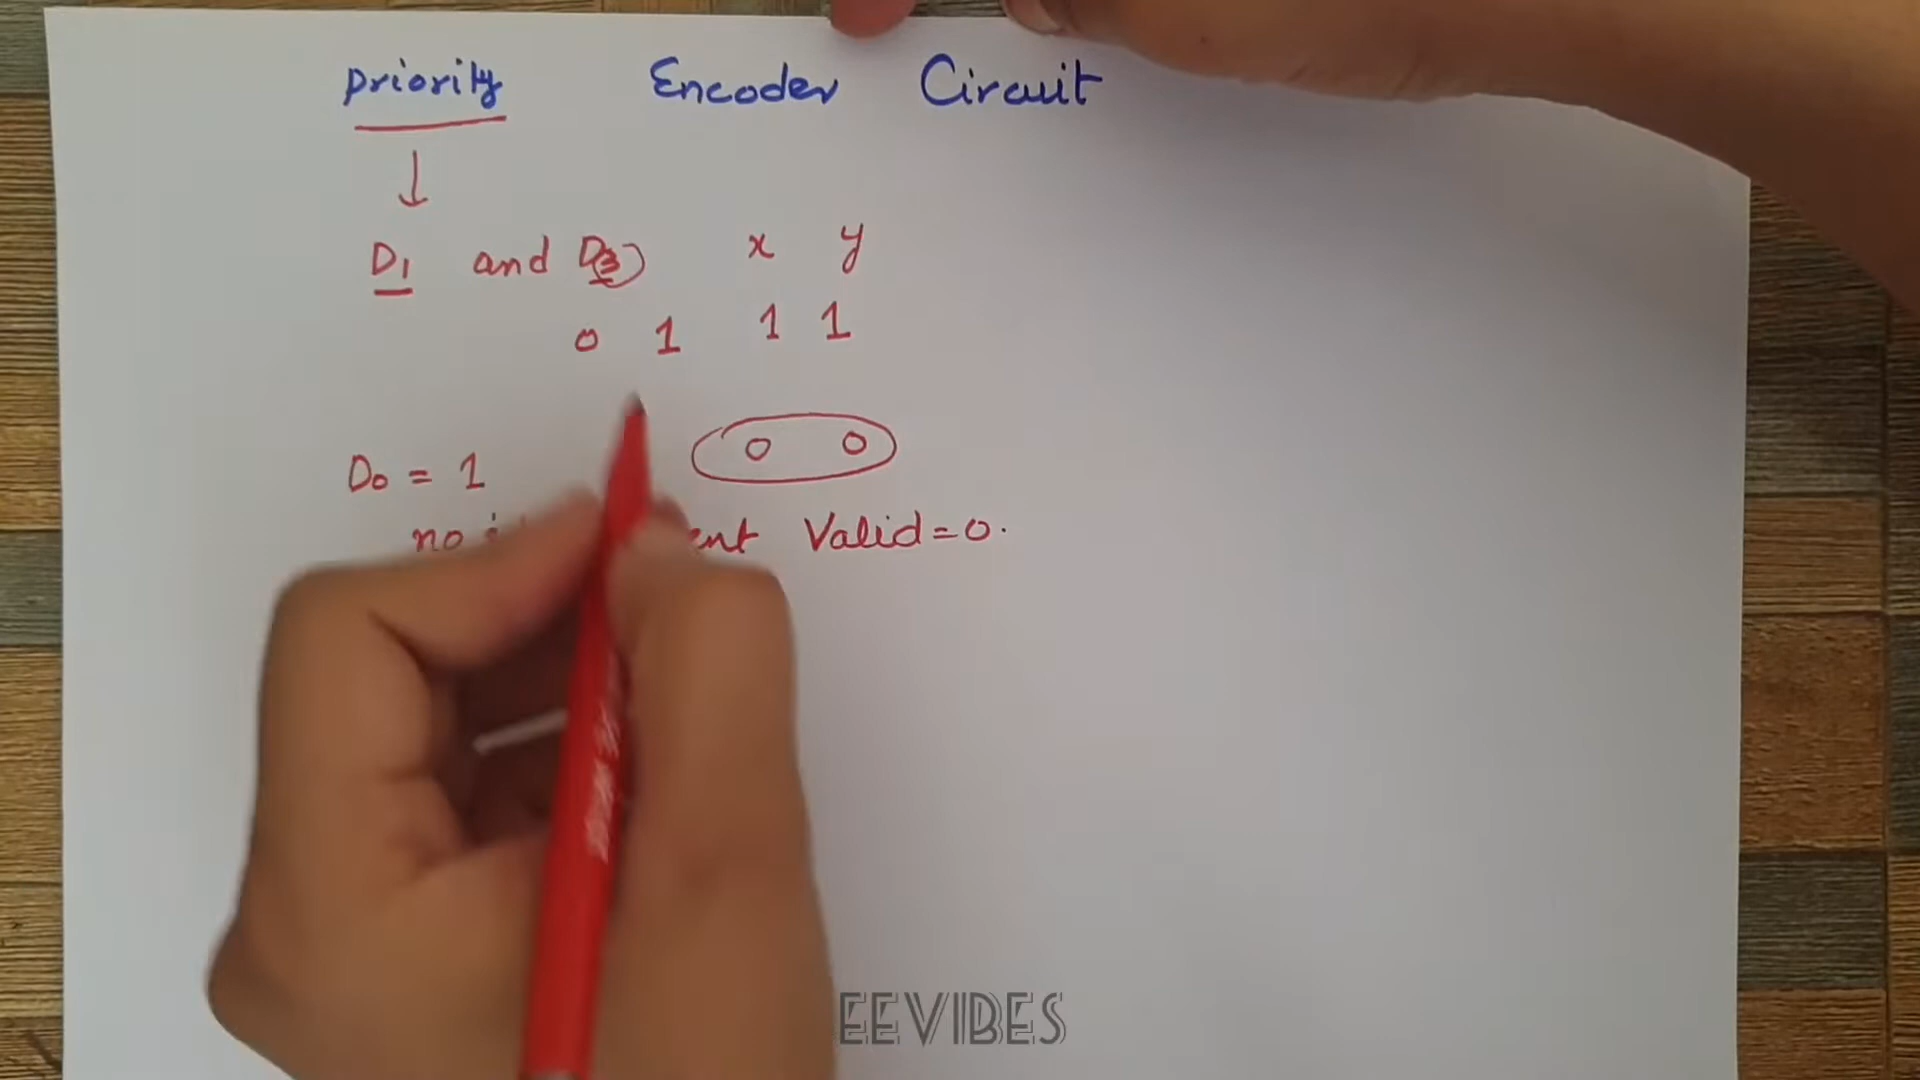 Priority Encoder Circuit
↓
D1 and D3 x y
0 1 1 1
0 0
D0 = 1
no Valid = 0.
EEVIBES